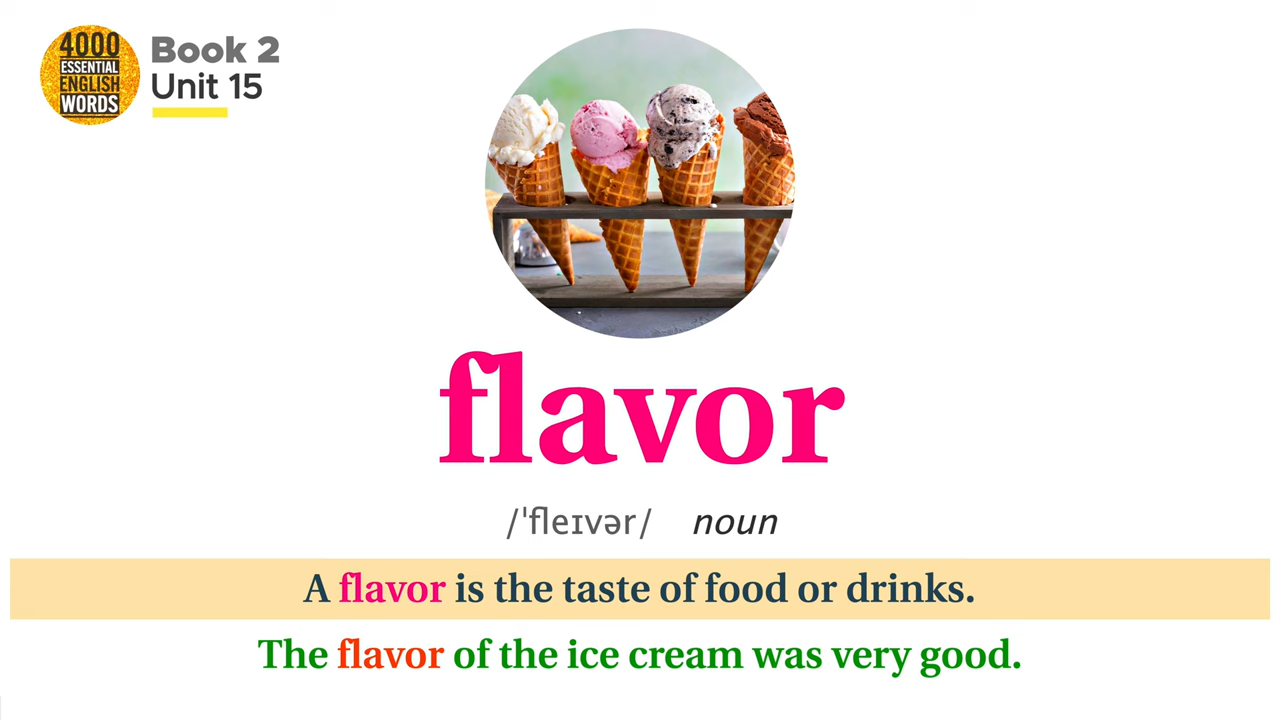 4000
ESSENTIAL
ENGLISH
WORDS
Book 2
Unit 15
flavor
/ˈfleɪvər/ noun
A flavor is the taste of food or drinks.
The flavor of the ice cream was very good.